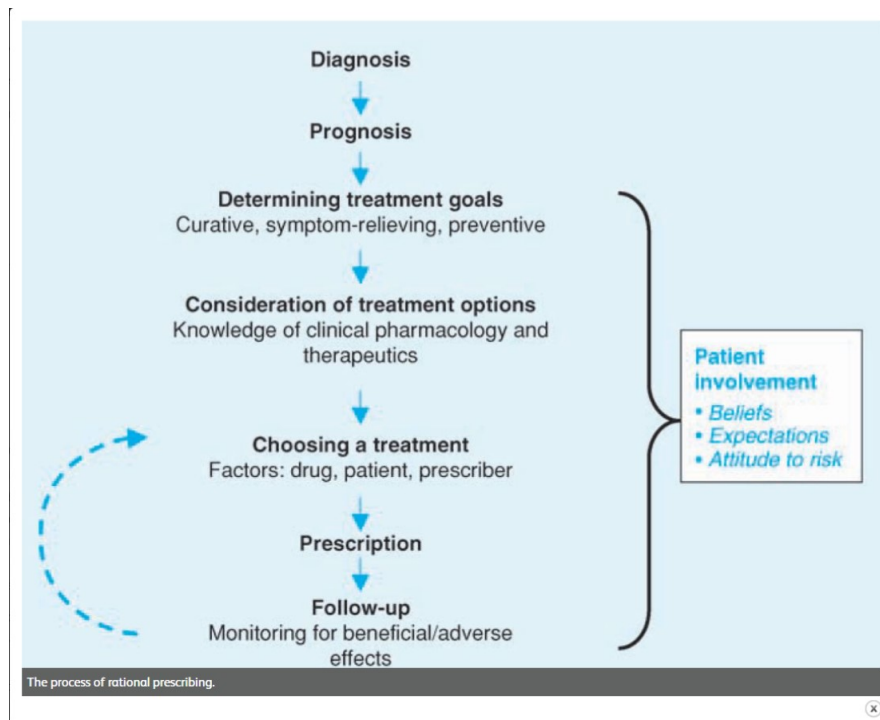 Diagnosis
Prognosis
Determining treatment goals
Curative, symptom-relieving, preventive
Consideration of treatment options
Knowledge of clinical pharmacology and
therapeutics
Choosing a treatment
Factors: drug, patient, prescriber
Prescription
Follow-up
Monitoring for beneficial/adverse
effects
Patient
involvement
• Beliefs
• Expectations
• Attitude to risk
The process of rational prescribing.
x